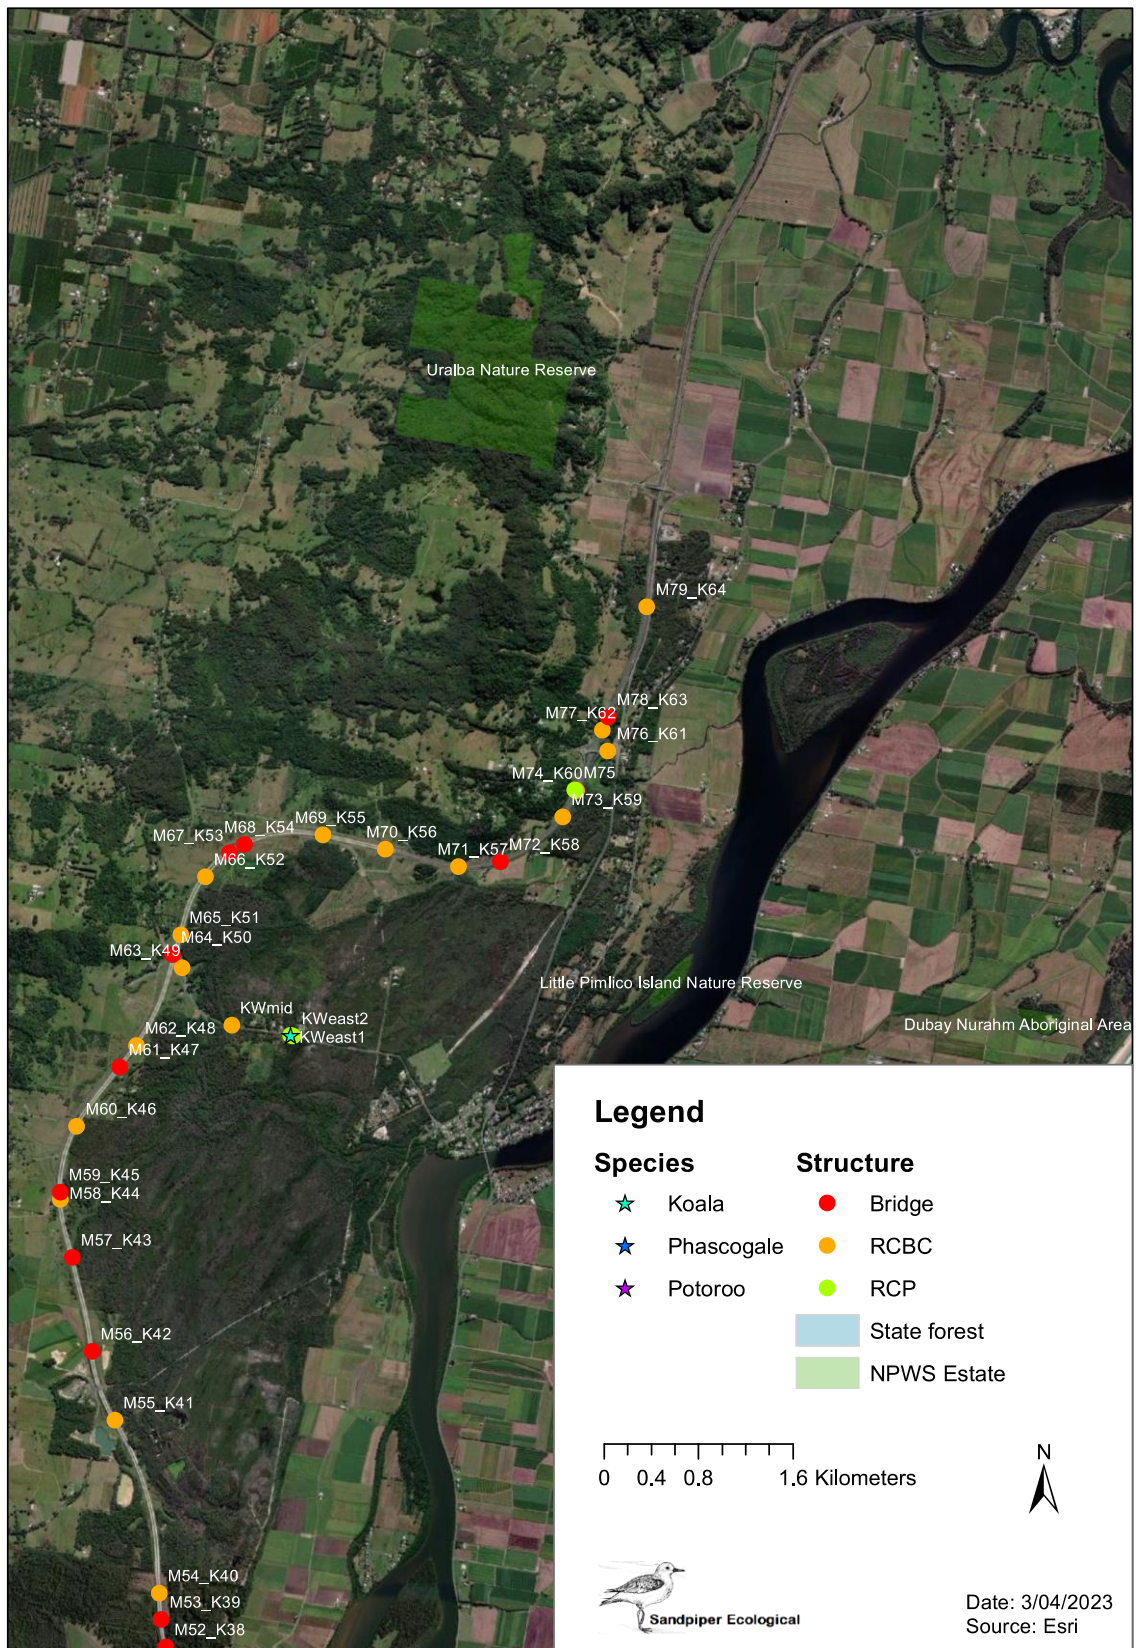 Uralba Nature Reserve
M79_K64
M78_K63
M77_K62
M76_K61
M74_K60
M75
M73_K59
M69_K55
M68_K54
M67_K53
M70_K56
M72_K58
M71_K57
M66_K52
M65_K51
M64_K50
M63_K49
Little Pimlico Island Nature Reserve
KWmid
KWeast2
KWeast1
Dubay Nurahm Aboriginal Area
M62_K48
M61_K47
M60_K46
M59_K45
M58_K44
M57_K43
M56_K42
M55_K41
M54_K40
M53_K39
M52_K38
Legend
Species
Structure
Koala
Bridge
Phascogale
RCBC
Potoroo
RCP
State forest
NPWS Estate
0 0.4 0.8 1.6 Kilometers
N
Sandpiper Ecological
Date: 3/04/2023
Source: Esri